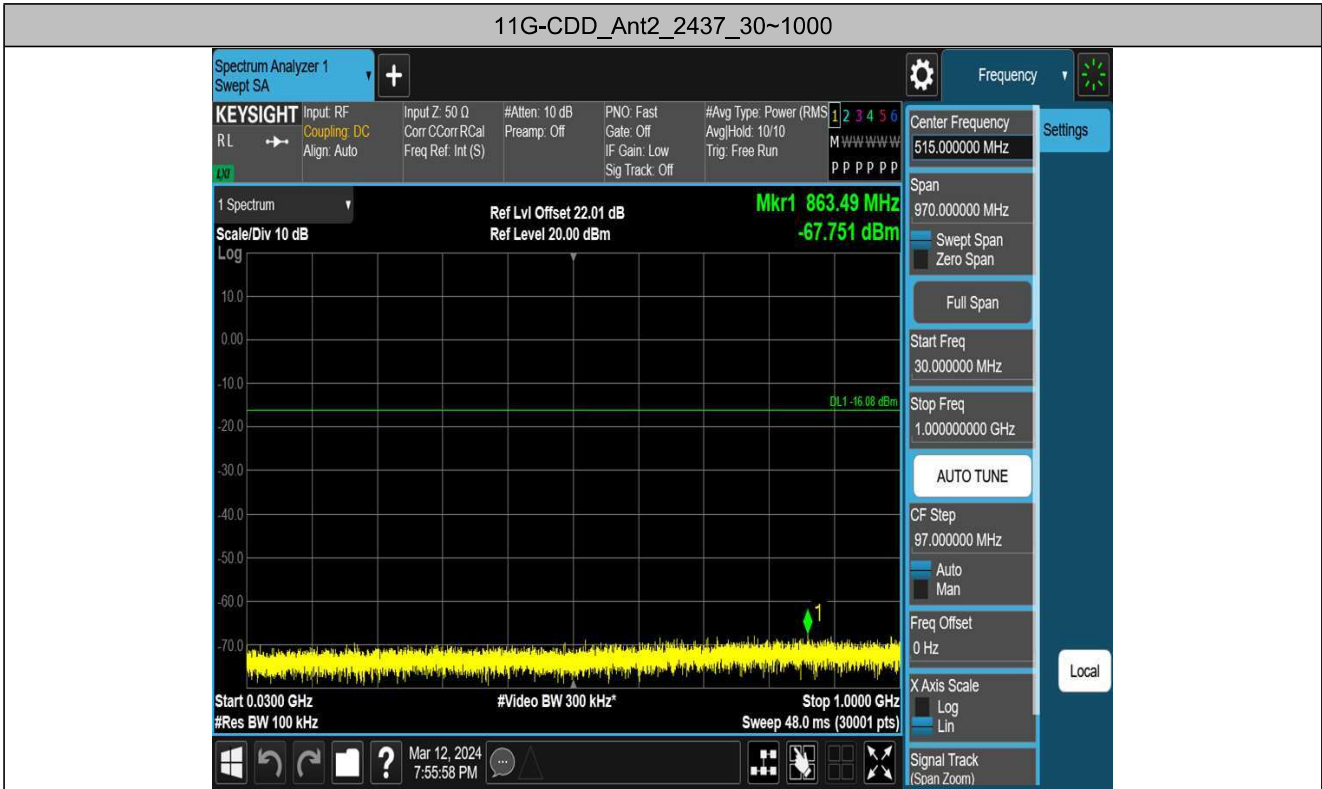 11G-CDD_Ant2_2437_30~1000
Spectrum Analyzer 1
Swept SA
+
Frequency
KEYSIGHT
RL
LXI
Input: RF
Coupling: DC
Align: Auto
Input Z: 50 Ω
Corr CCorr RCal
Freq Ref: Int (S)
#Atten: 10 dB
Preamp: Off
PNO: Fast
Gate: Off
IF Gain: Low
Sig Track: Off
#Avg Type: Power (RMS
Avg|Hold: 10/10
Trig: Free Run
1 2 3 4 5 6
M W W W W W
P P P P P P
1 Spectrum
Scale/Div 10 dB
Log
Ref Lvl Offset 22.01 dB
Ref Level 20.00 dBm
Mkr1 863.49 MHz
-67.751 dBm
10.0
0.00
-10.0
DL1 -16.08 dBm
-20.0
-30.0
-40.0
-50.0
-60.0
1
-70.0
Start 0.0300 GHz
#Res BW 100 kHz
#Video BW 300 kHz*
Stop 1.0000 GHz
Sweep 48.0 ms (30001 pts)
Center Frequency
515.000000 MHz
Settings
Span
970.000000 MHz
Swept Span
Zero Span
Full Span
Start Freq
30.000000 MHz
Stop Freq
1.000000000 GHz
AUTO TUNE
CF Step
97.000000 MHz
Auto
Man
Freq Offset
0 Hz
Local
X Axis Scale
Log
Lin
Signal Track
(Span Zoom)
?
Mar 12, 2024
7:55:58 PM